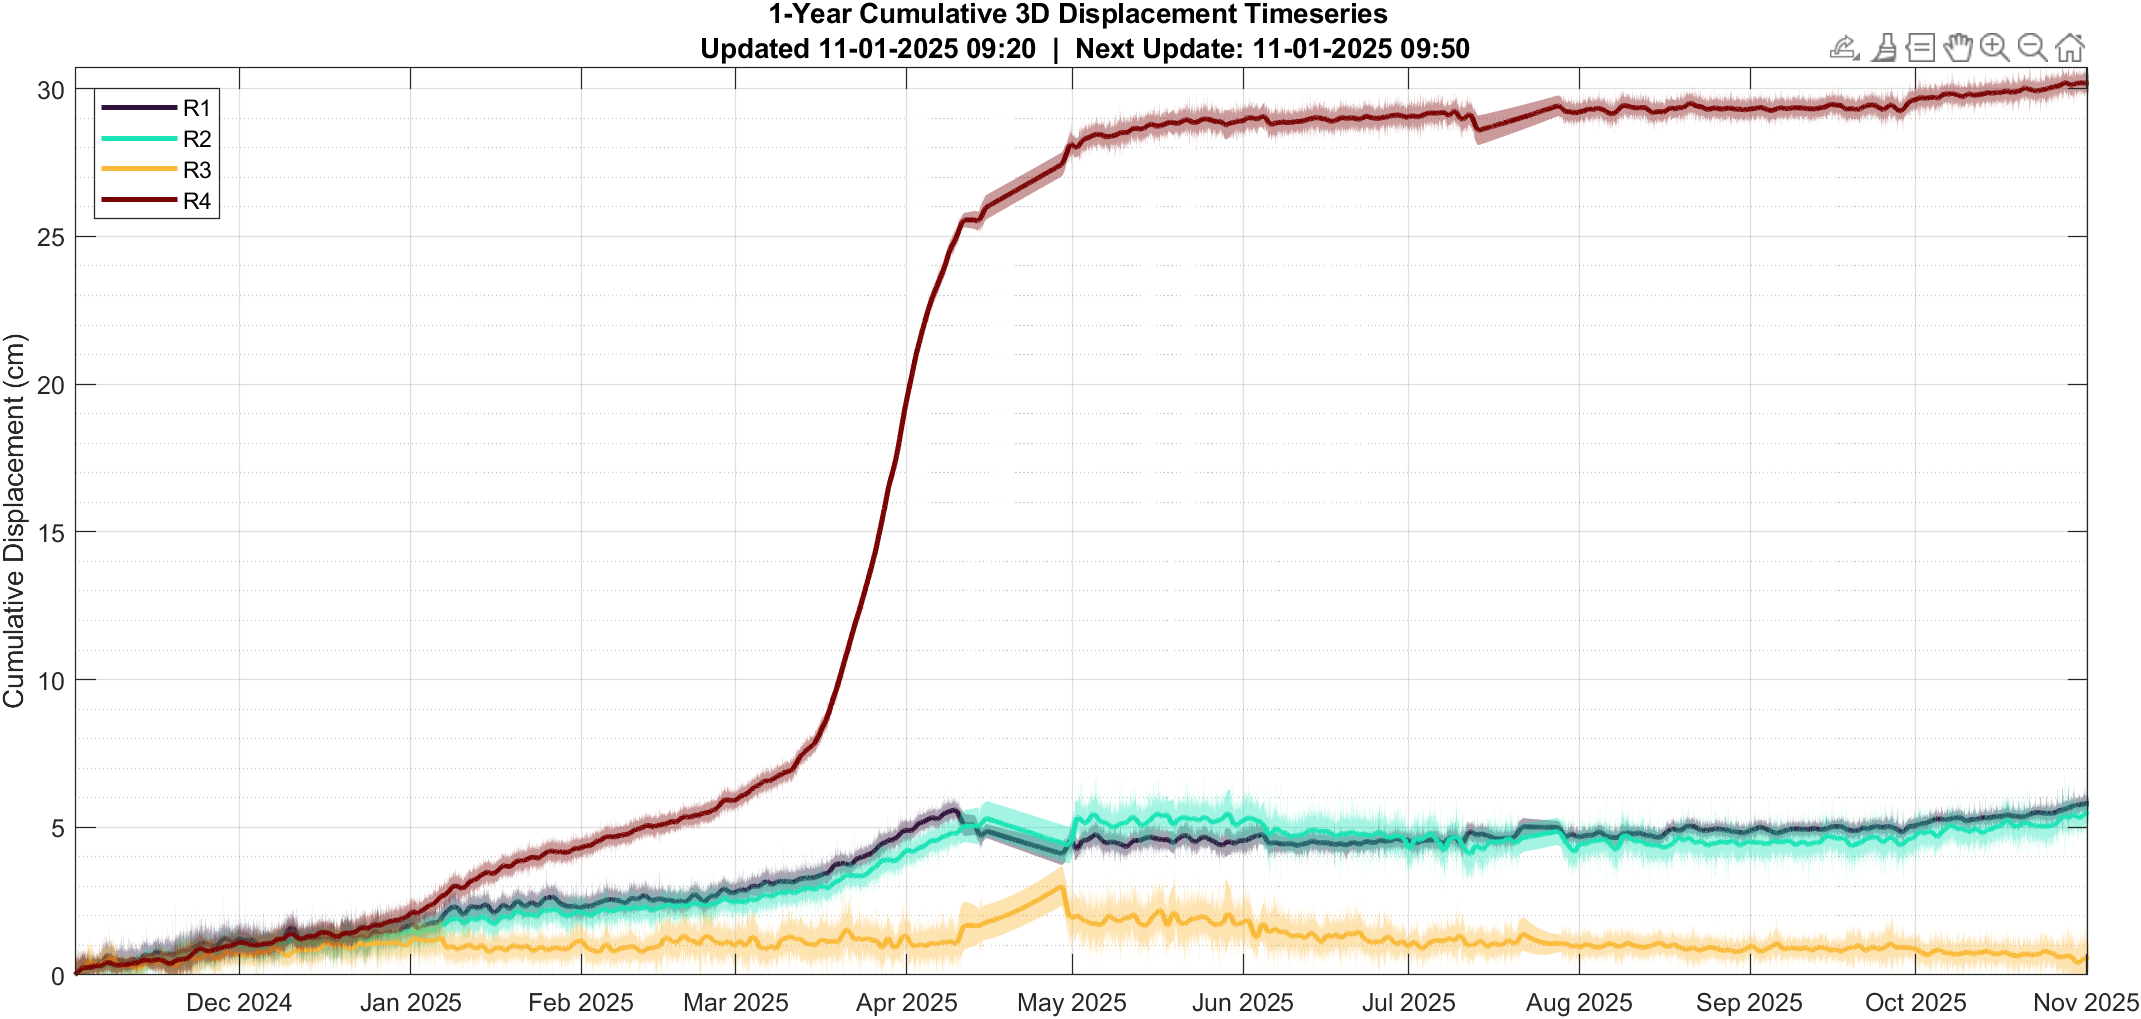 1-Year Cumulative 3D Displacement Timeseries
Updated 11-01-2025 09:20 | Next Update: 11-01-2025 09:50
R1
R2
R3
R4
Cumulative Displacement (cm)
30
25
20
15
10
5
0
Dec 2024 Jan 2025 Feb 2025 Mar 2025 Apr 2025 May 2025 Jun 2025 Jul 2025 Aug 2025 Sep 2025 Oct 2025 Nov 2025